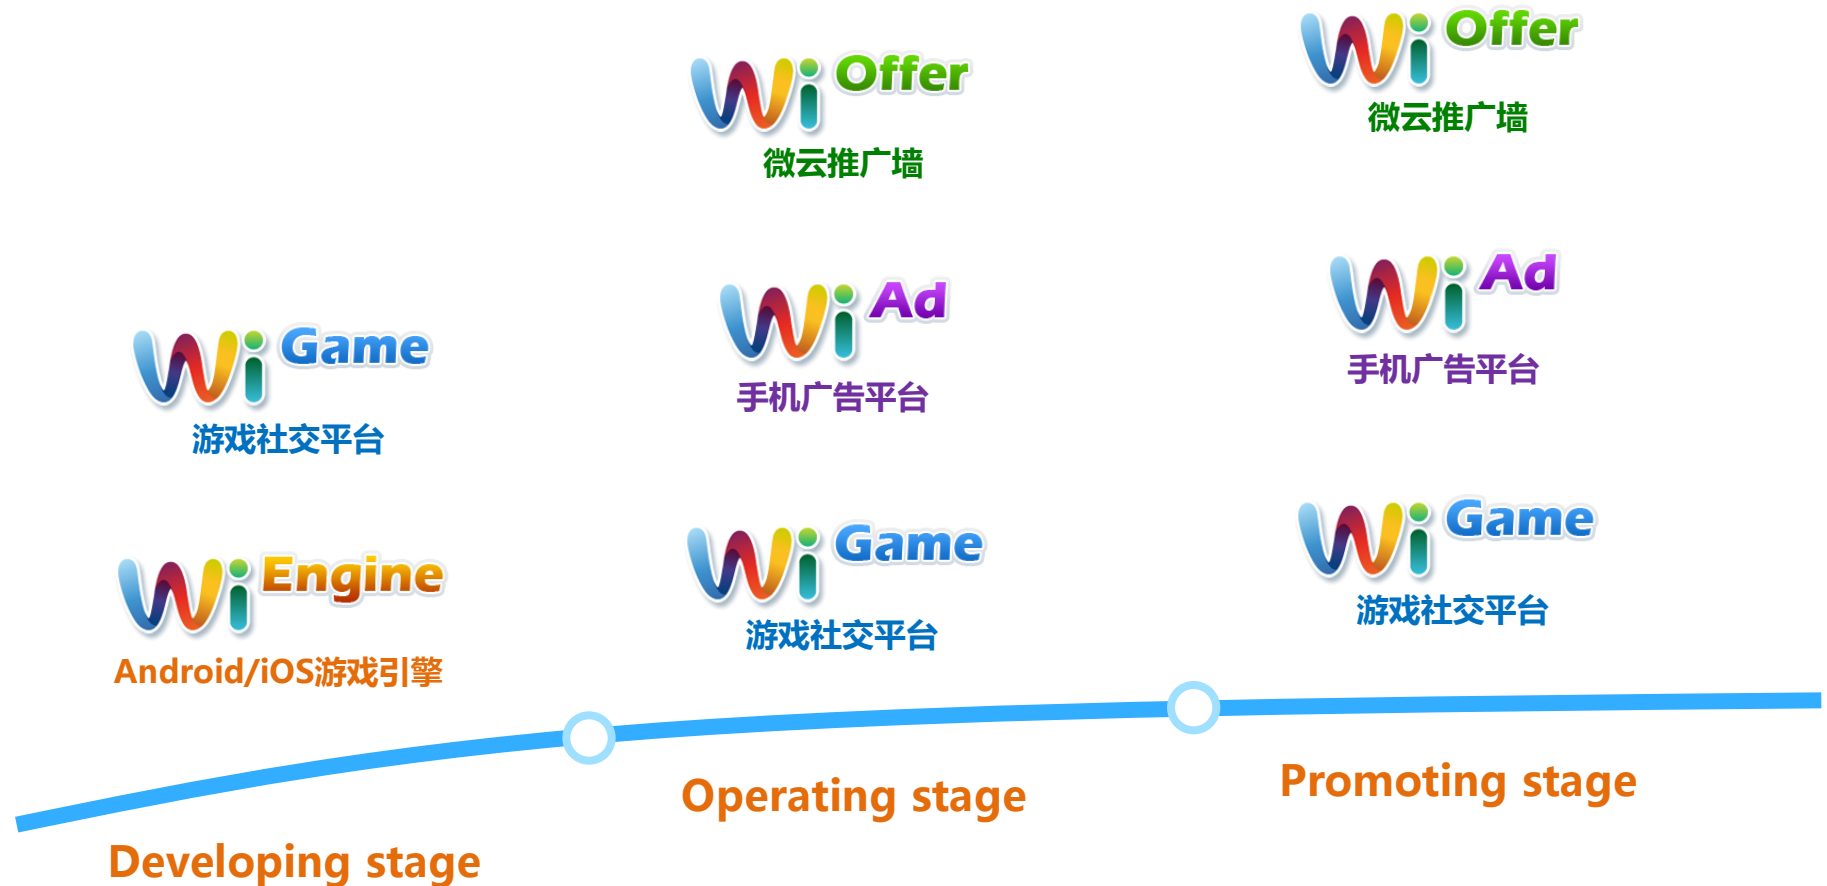 Wi Game
游戏社交平台
Wi Engine
Android/iOS游戏引擎
Developing stage
Wi Offer
微云推广墙
Wi Ad
手机广告平台
Wi Game
游戏社交平台
Operating stage
Wi Offer
微云推广墙
Wi Ad
手机广告平台
Wi Game
游戏社交平台
Promoting stage